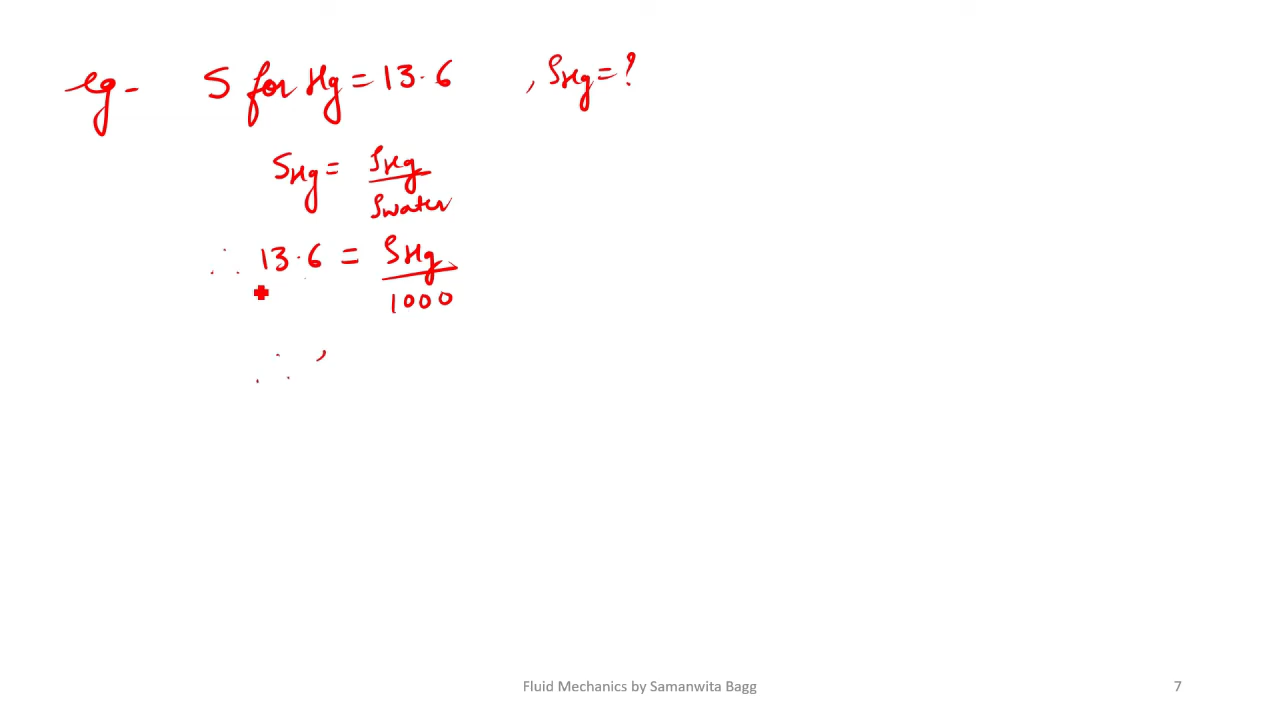 eg- S for Hg = 13.6 , ρHg = ?
SHg = ρHg / ρwater
∴ 13.6 = ρHg / 1000
∴
Fluid Mechanics by Samanwita Bagg 7